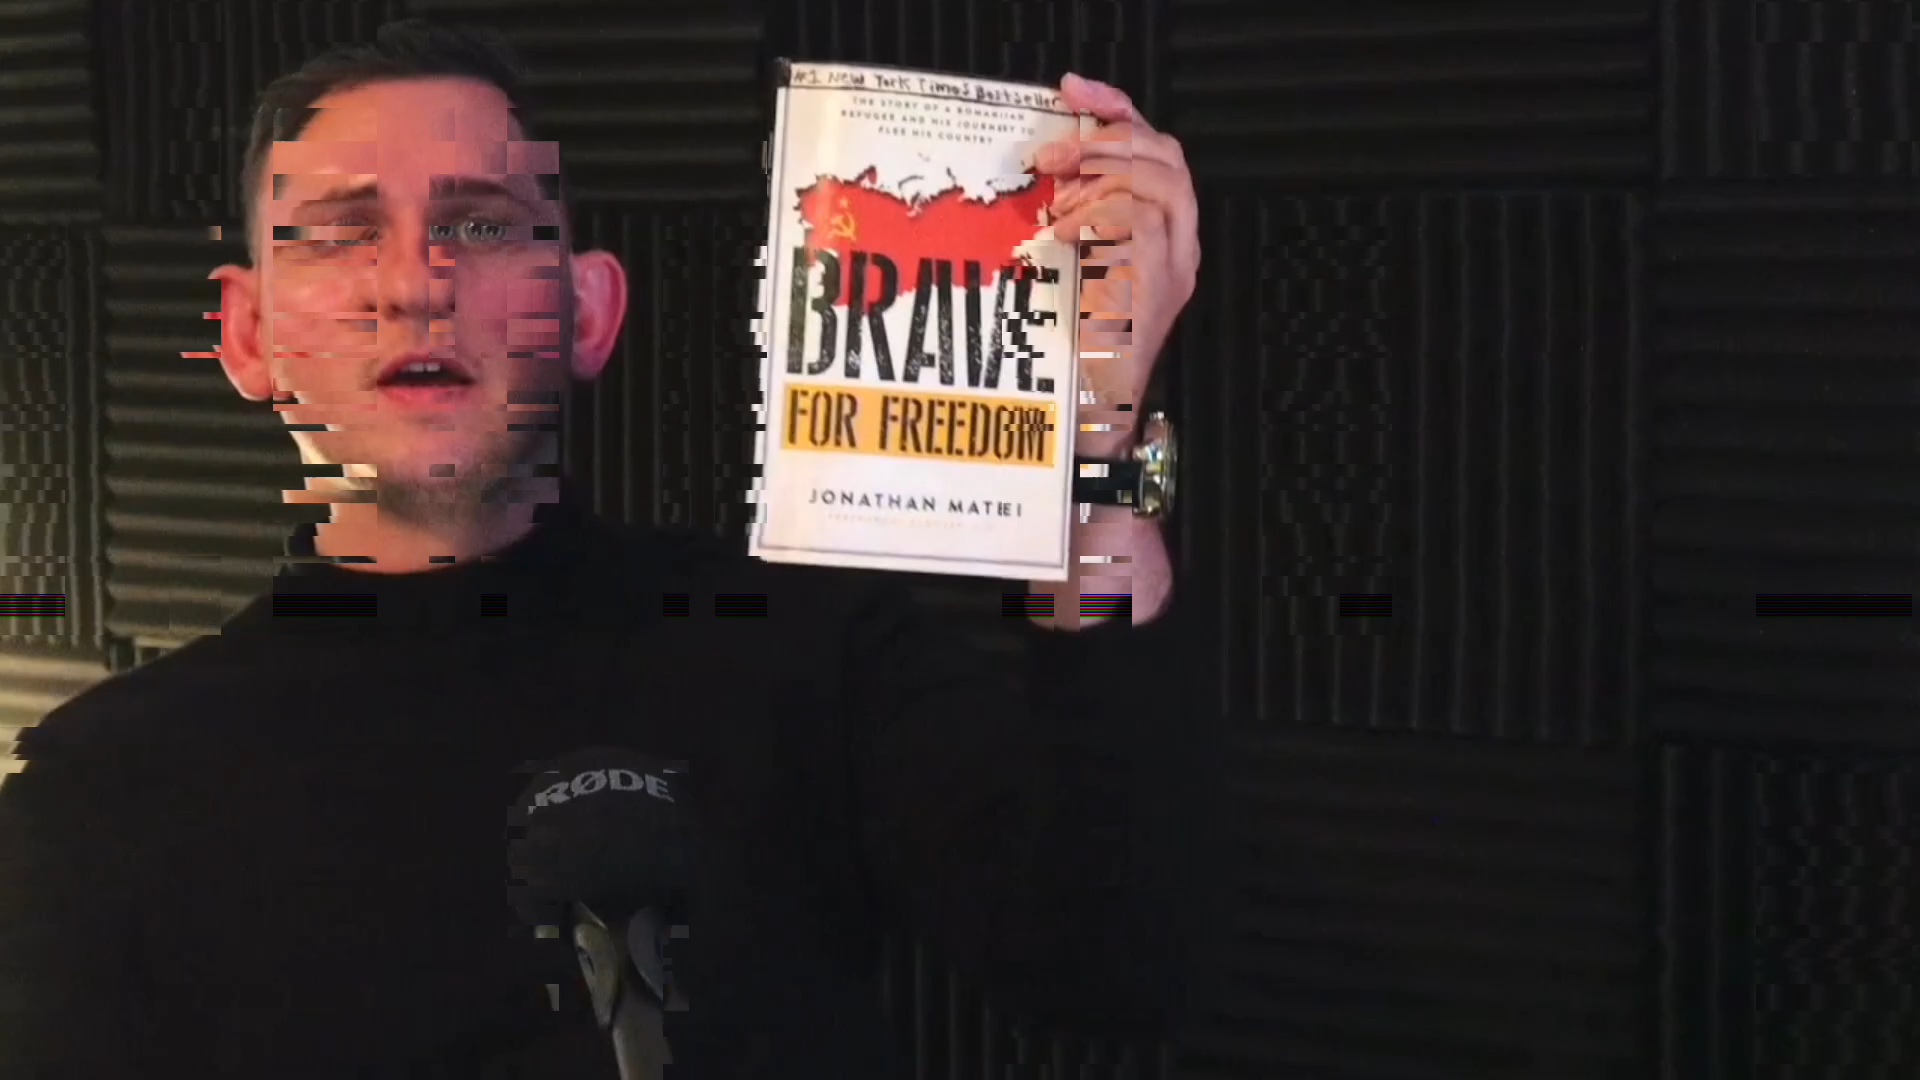 #1 New York Times Bestseller
THE STORY OF A ROMANIAN
REFUGEE AND HIS JOURNEY TO
FLEE HIS COUNTRY
BRAVE
FOR FREEDOM
JONATHAN MATEI
RØDE